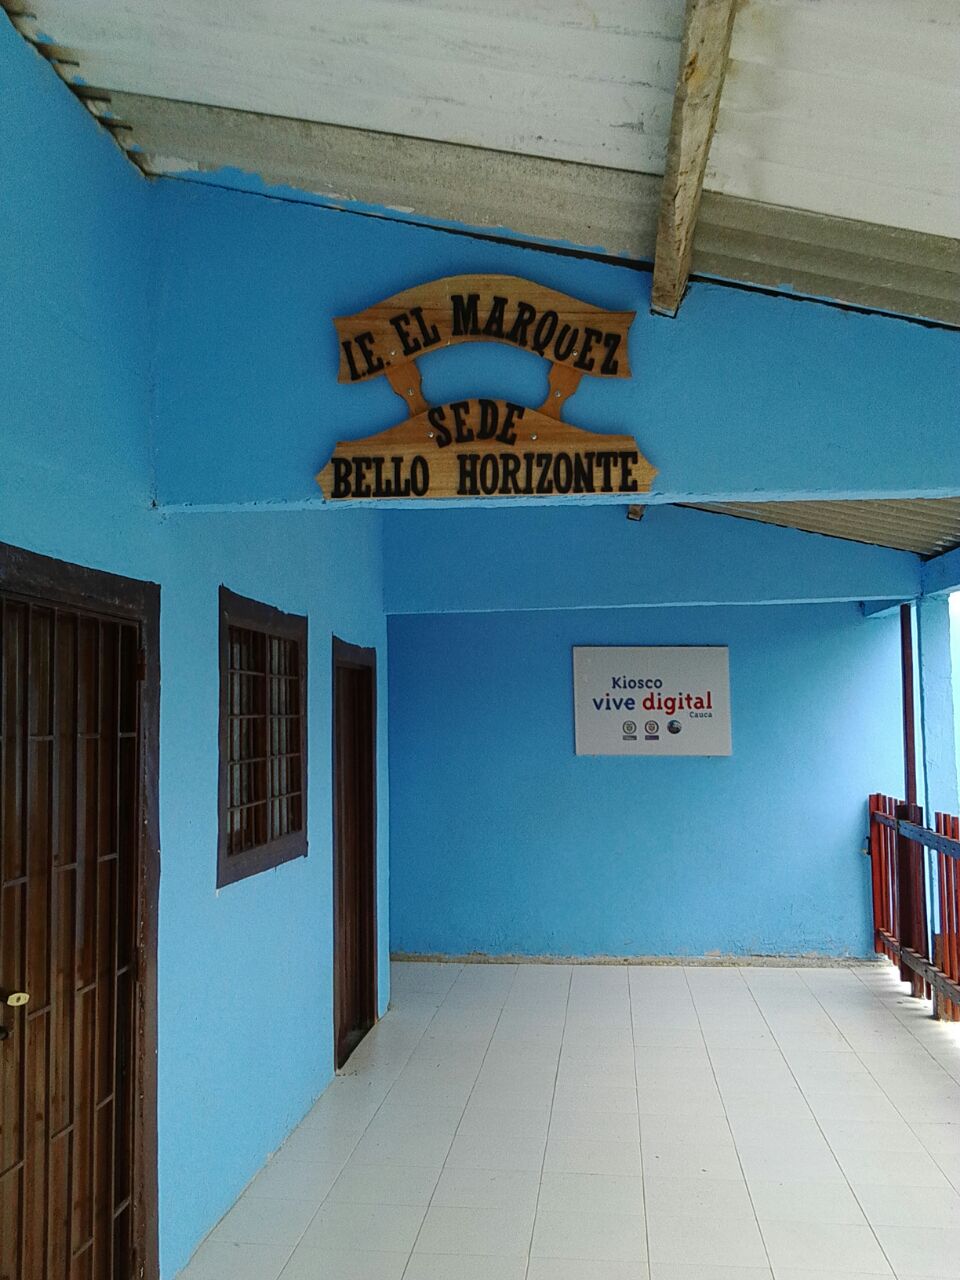 I.E. EL MARQUEZ
SEDE
BELLO HORIZONTE
Kiosco
vive digital
Cauca